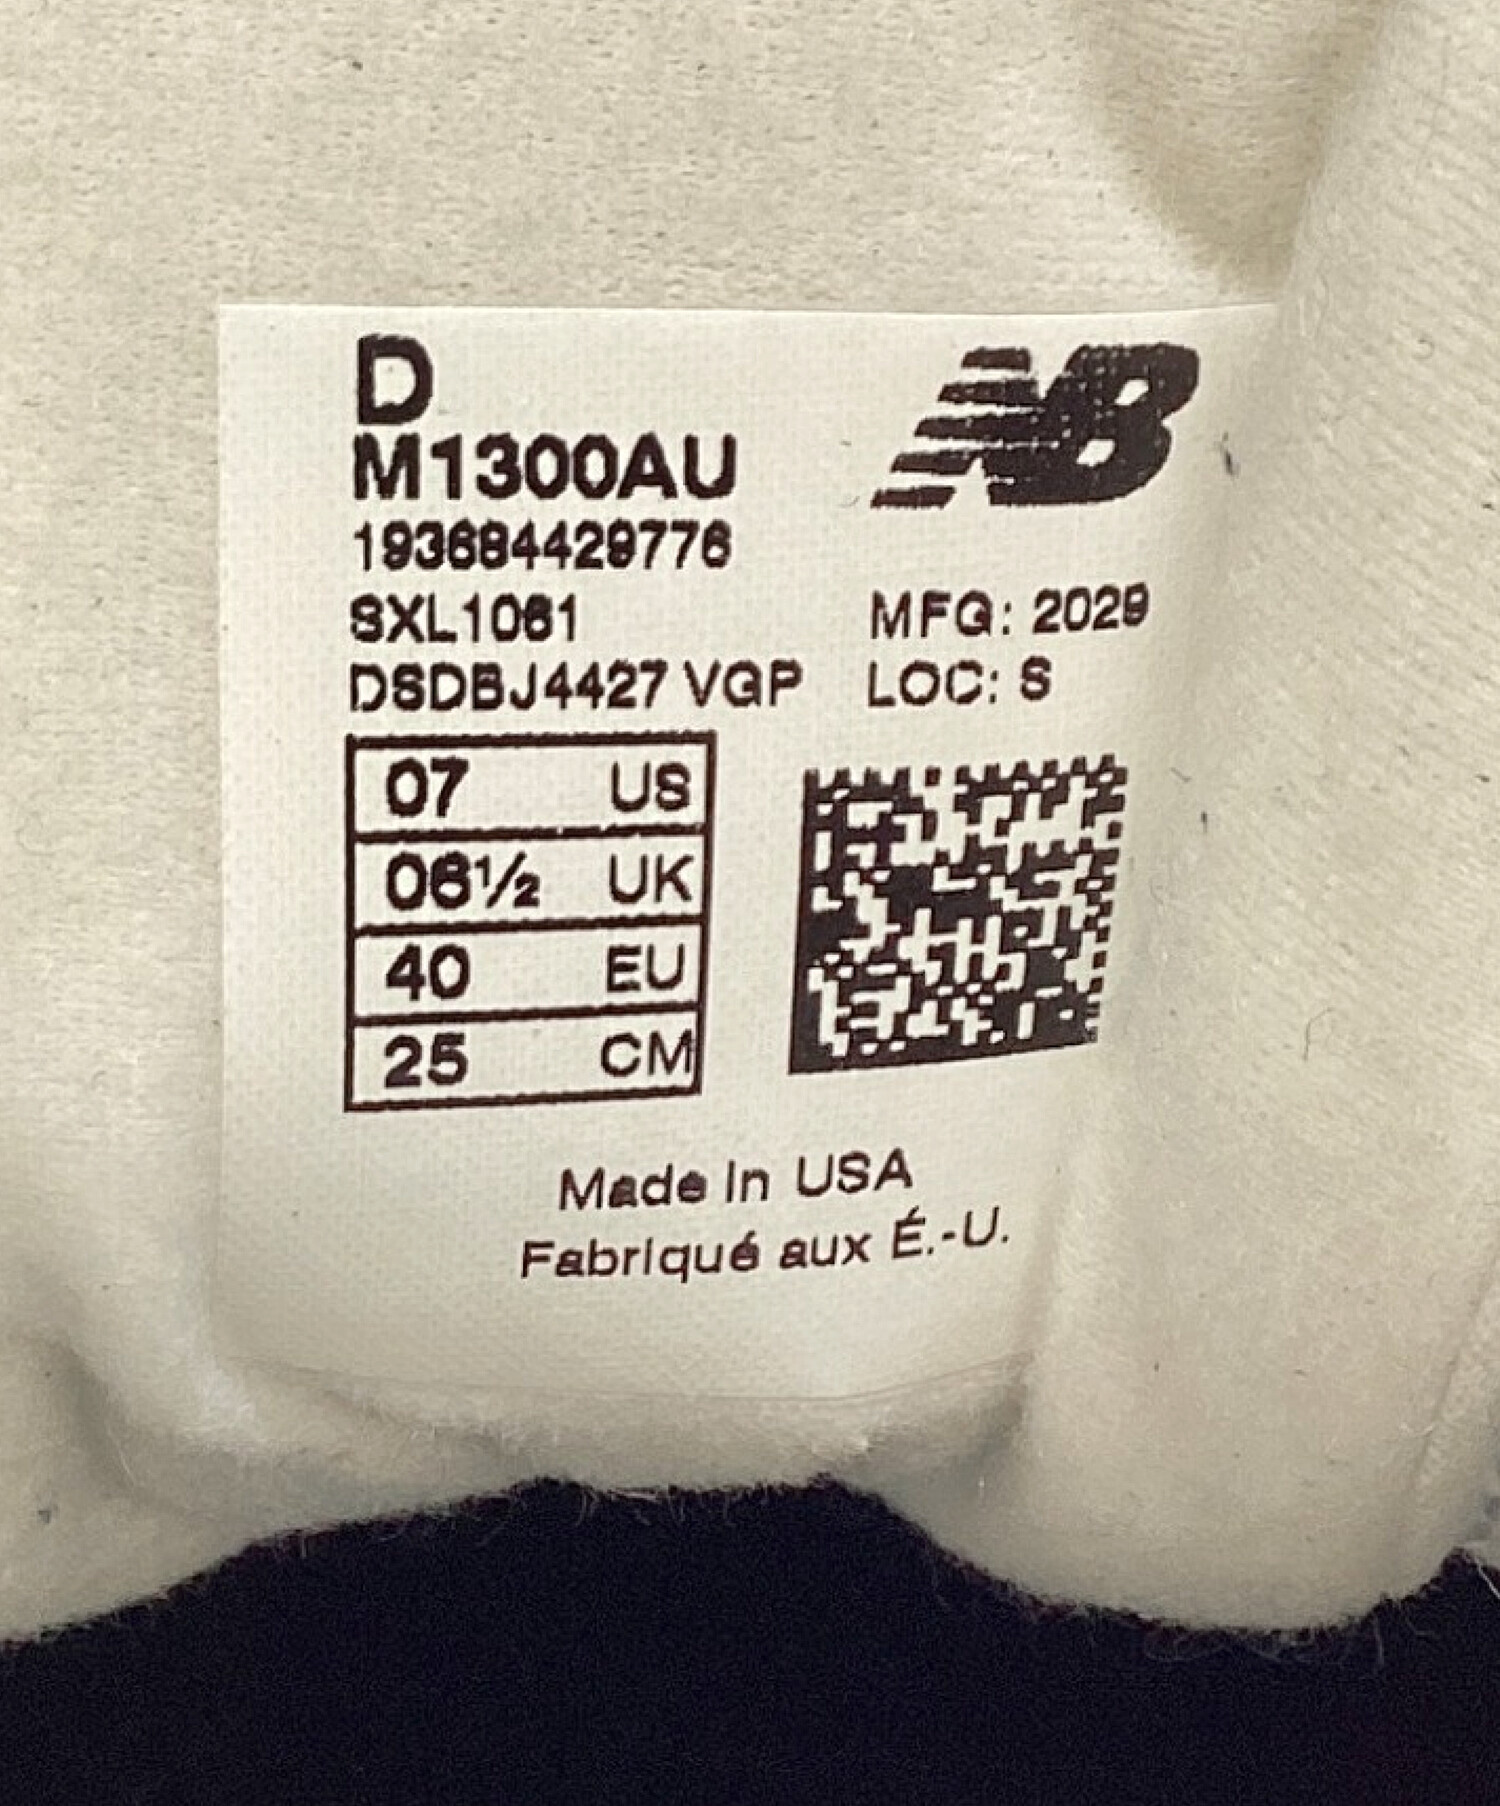 D
NB
M1300AU
193684429776
SXL1061
MFG: 2029
DSDBJ4427 VGP
LOC: S
07 US
06½ UK
40 EU
25 CM
Made in USA
Fabriqué aux É.-U.